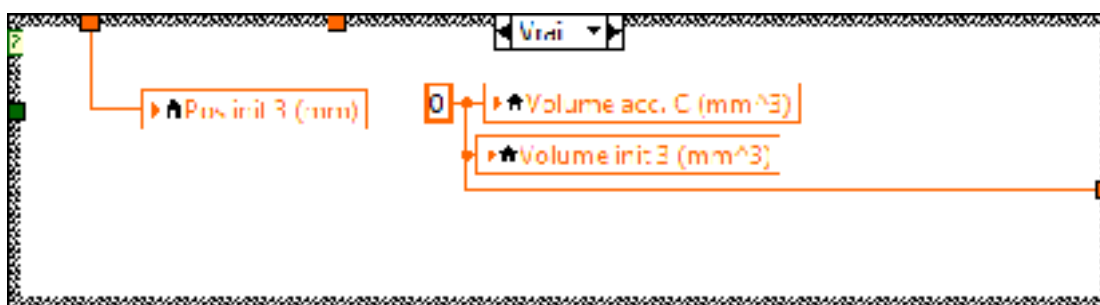 Vrai
?
Pos init 3 (mm)
0
Volume acc. C (mm^3)
Volume init 3 (mm^3)